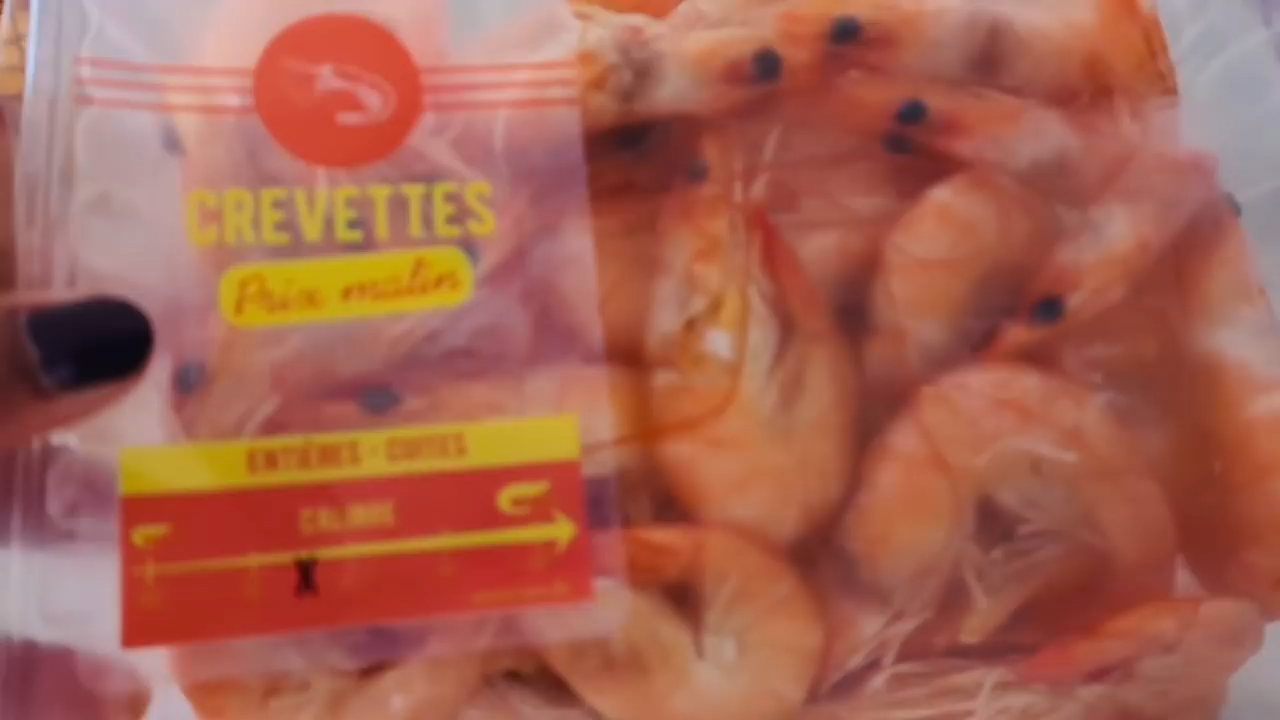 CREVETTES
Prix malin
ENTIÈRES - CUITES
CALIBRE
X